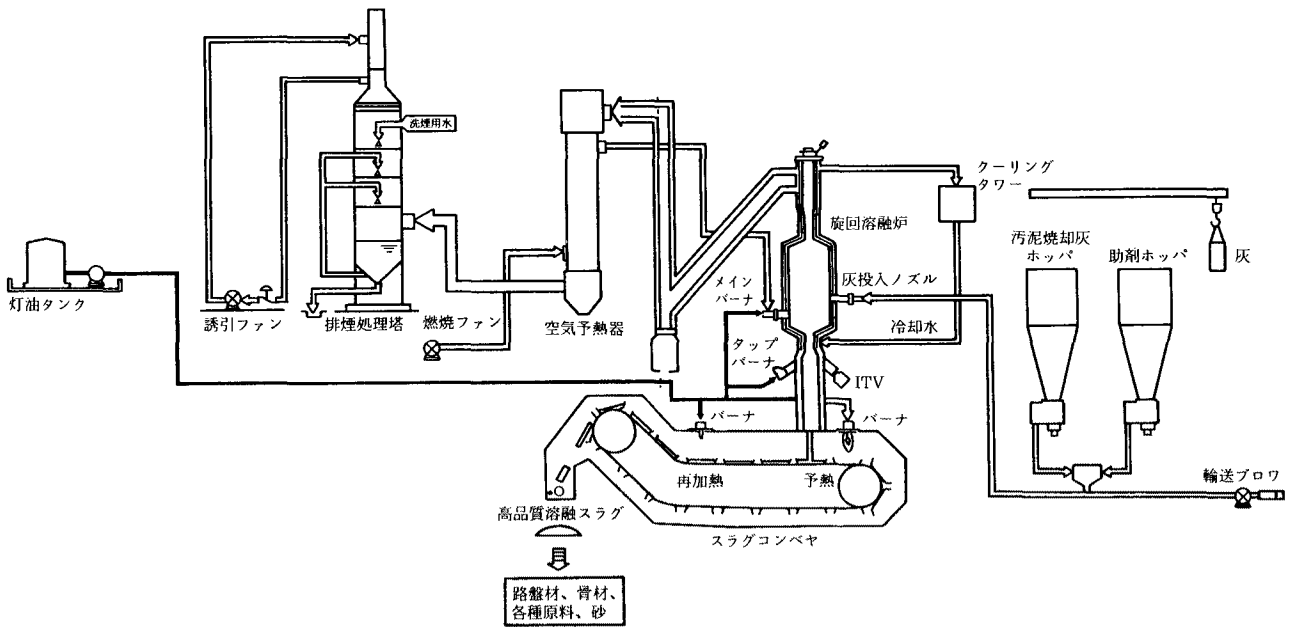 洗煙用水
クーリング
タワー
旋回溶融炉
汚泥焼却灰
ホッパ
助剤ホッパ
灰
灯油タンク
誘引ファン
排煙処理塔
燃焼ファン
空気予熱器
メイン
バーナ
灰投入ノズル
冷却水
タップ
バーナ
ITV
バーナ
バーナ
再加熱
予熱
輸送ブロワ
高品質溶融スラグ
スラグコンベヤ
路盤材、骨材、
各種原料、砂